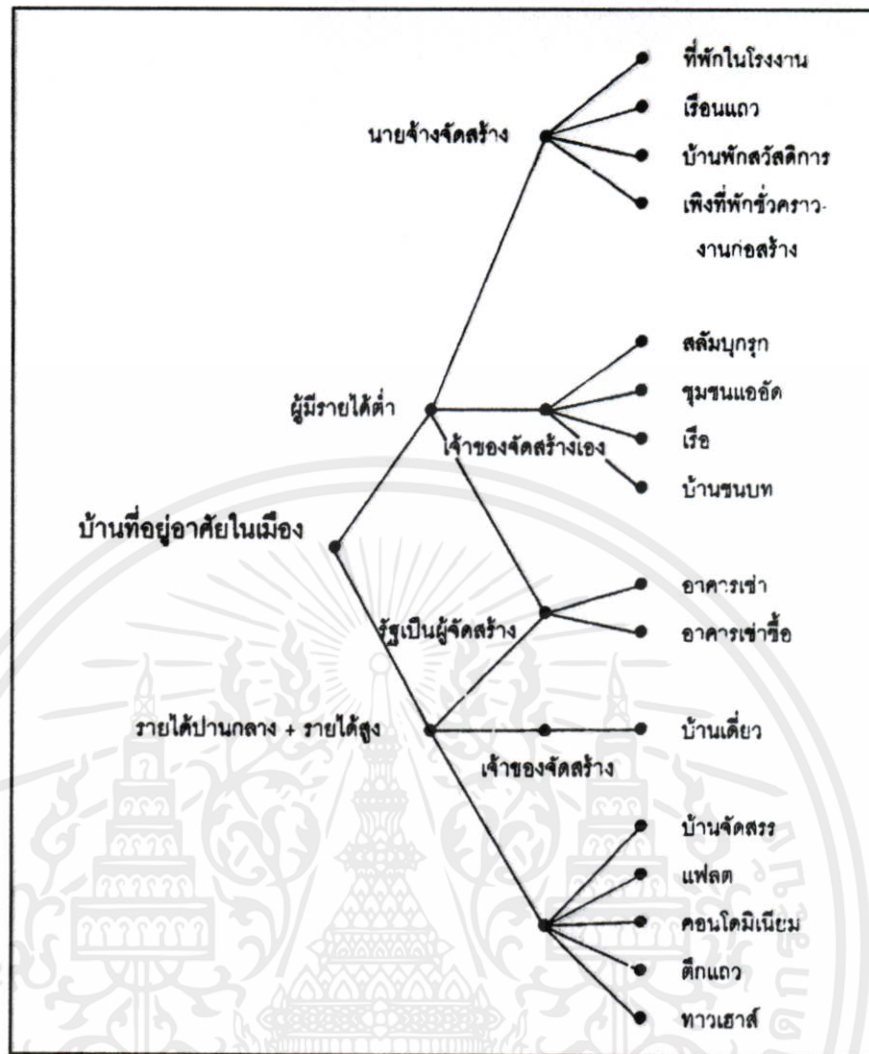 ที่พักในโรงงาน
นายจ้างจัดสร้าง
เรือนแถว
บ้านพักสวัสดิการ
เพิงที่พักชั่วคราว-
งานก่อสร้าง
สลัมบุกรุก
ผู้มีรายได้ต่ำ
ชุมชนแออัด
เจ้าของจัดสร้างเอง
เรือ
บ้านชนบท
บ้านที่อยู่อาศัยในเมือง
อาคารเช่า
รัฐเป็นผู้จัดสร้าง
อาคารเช่าซื้อ
รายได้ปานกลาง + รายได้สูง
บ้านเดี่ยว
เจ้าของจัดสร้าง
บ้านจัดสรร
แฟลต
คอนโดมิเนียม
ตึกแถว
ทาวเฮาส์